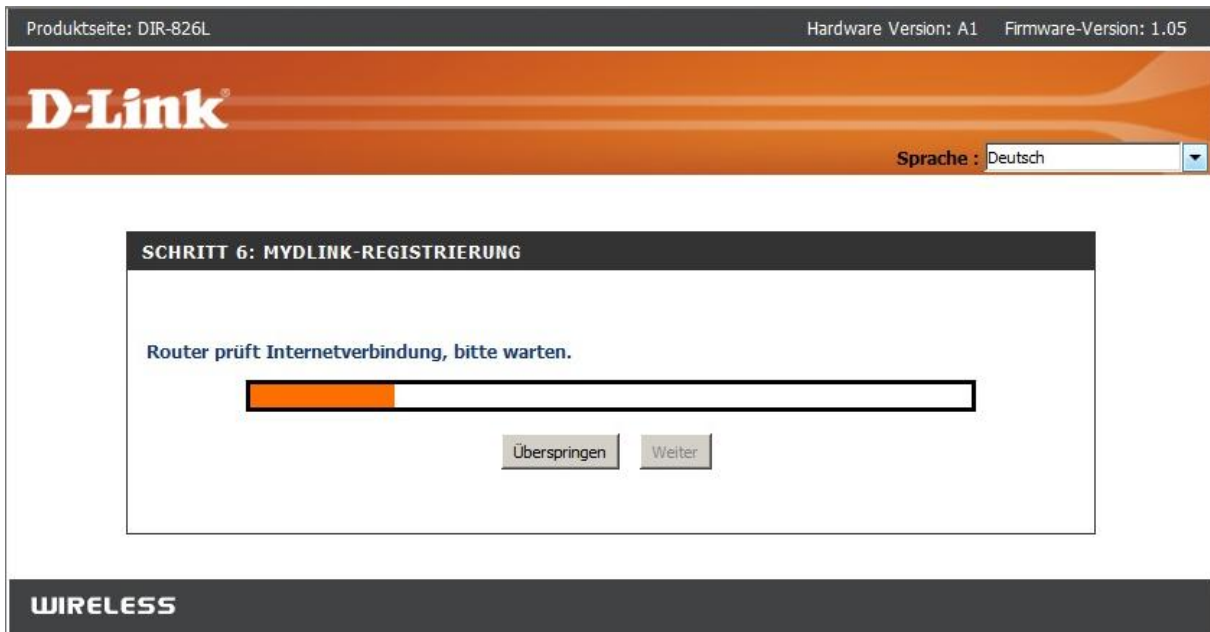 Produktseite: DIR-826L Hardware Version: A1 Firmware-Version: 1.05
D-Link®
Sprache : Deutsch
SCHRITT 6: MYDLINK-REGISTRIERUNG
Router prüft Internetverbindung, bitte warten.
Überspringen Weiter
WIRELESS